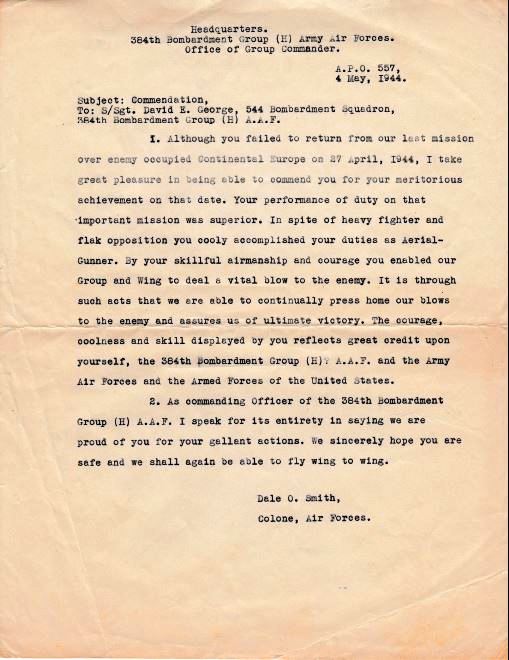 Headquarters.
384th Bombardment Group (H) Army Air Forces.
Office of Group Commander.
A.P.O. 557,
4 May, 1944.
Subject: Commendation,
To: S/Sgt. David E. George, 544 Bombardment Squadron,
384th Bombardment Group (H) A.A.F.
I. Although you failed to return from our last mission
over enemy occupied Continental Europe on 27 April, 1944, I take
great pleasure in being able to commend you for your meritorious
achievement on that date. Your performance of duty on that
important mission was superior. In spite of heavy fighter and
flak opposition you cooly accomplished your duties as Aerial-
Gunner. By your skillful airmanship and courage you enabled our
Group and Wing to deal a vital blow to the enemy. It is through
such acts that we are able to continually press home our blows
to the enemy and assures us of ultimate victory. The courage,
coolness and skill displayed by you reflects great credit upon
yourself, the 384th Bombardment Group (H)? A.A.F. and the Army
Air Forces and the Armed Forces of the United States.
2. As commanding Officer of the 384th Bombardment
Group (H) A.A.F. I speak for its entirety in saying we are
proud of you for your gallant actions. We sincerely hope you are
safe and we shall again be able to fly wing to wing.
Dale O. Smith,
Colone, Air Forces.